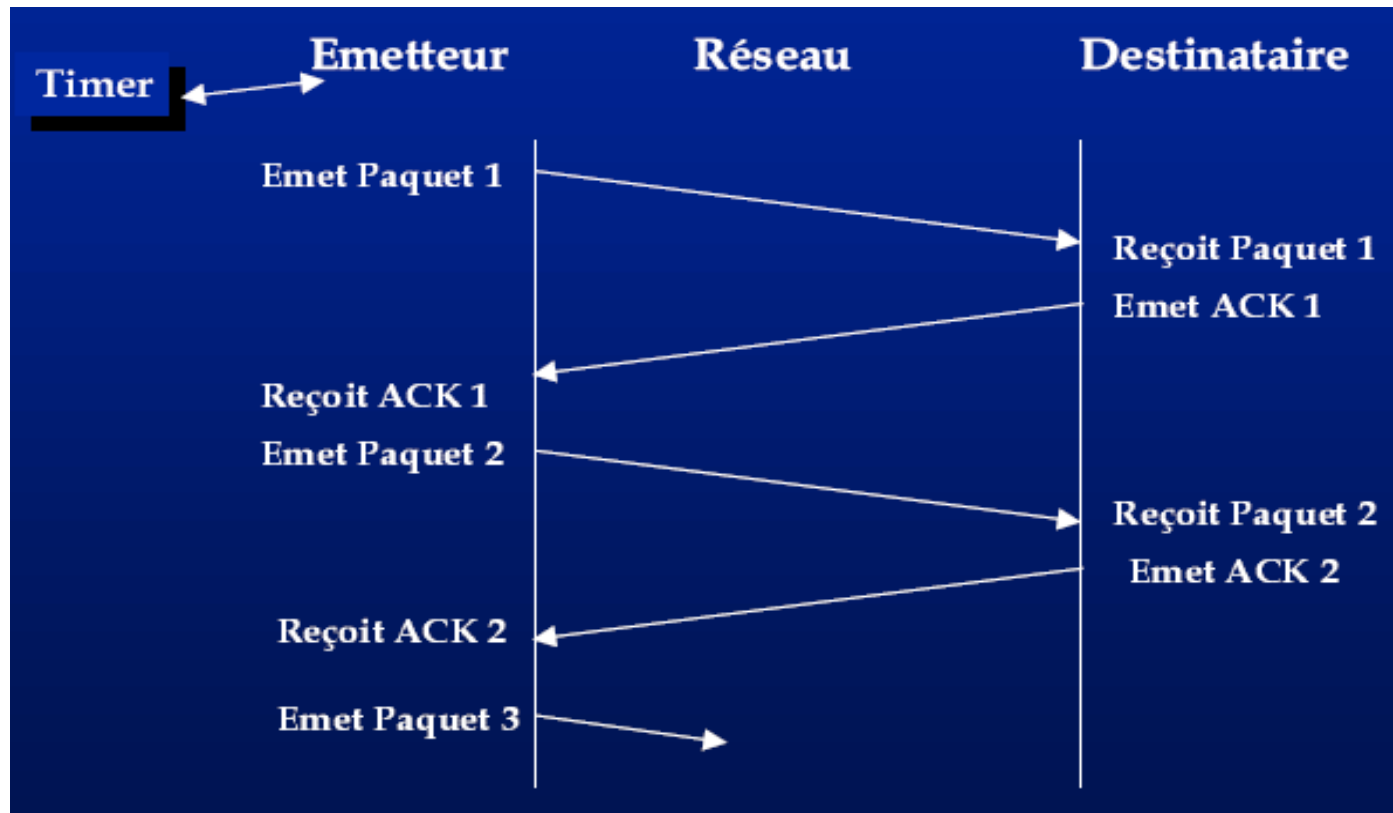 Timer
Emetteur
Réseau
Destinataire
Emet Paquet 1
Reçoit Paquet 1
Emet ACK 1
Reçoit ACK 1
Emet Paquet 2
Reçoit Paquet 2
Emet ACK 2
Reçoit ACK 2
Emet Paquet 3